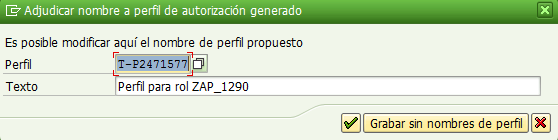 Adjudicar nombre a perfil de autorización generado
Es posible modificar aquí el nombre de perfil propuesto
Perfil T-P2471577
Texto Perfil para rol ZAP_1290
Grabar sin nombres de perfil